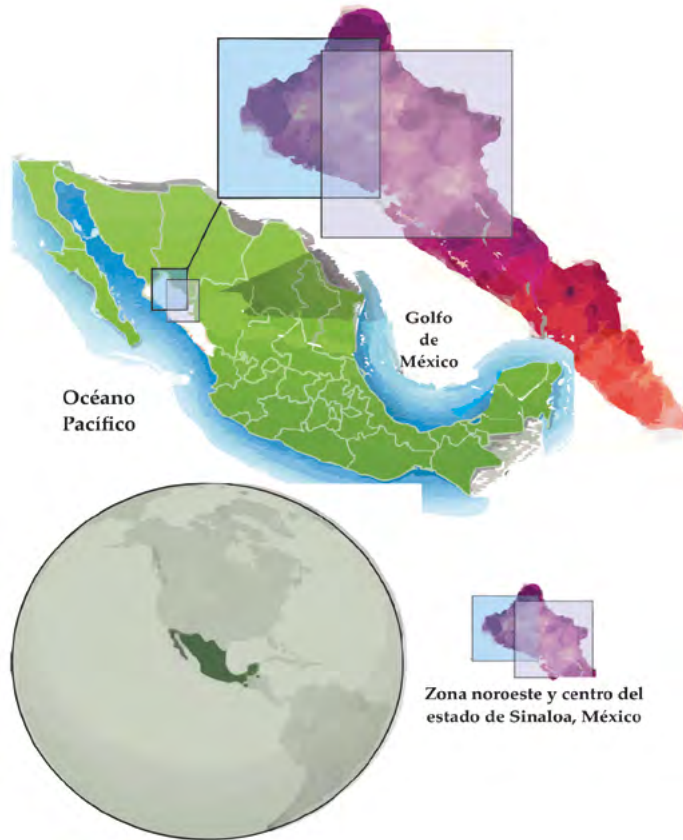 Golfo
de
México
Océano
Pacífico
Zona noroeste y centro del
estado de Sinaloa, México